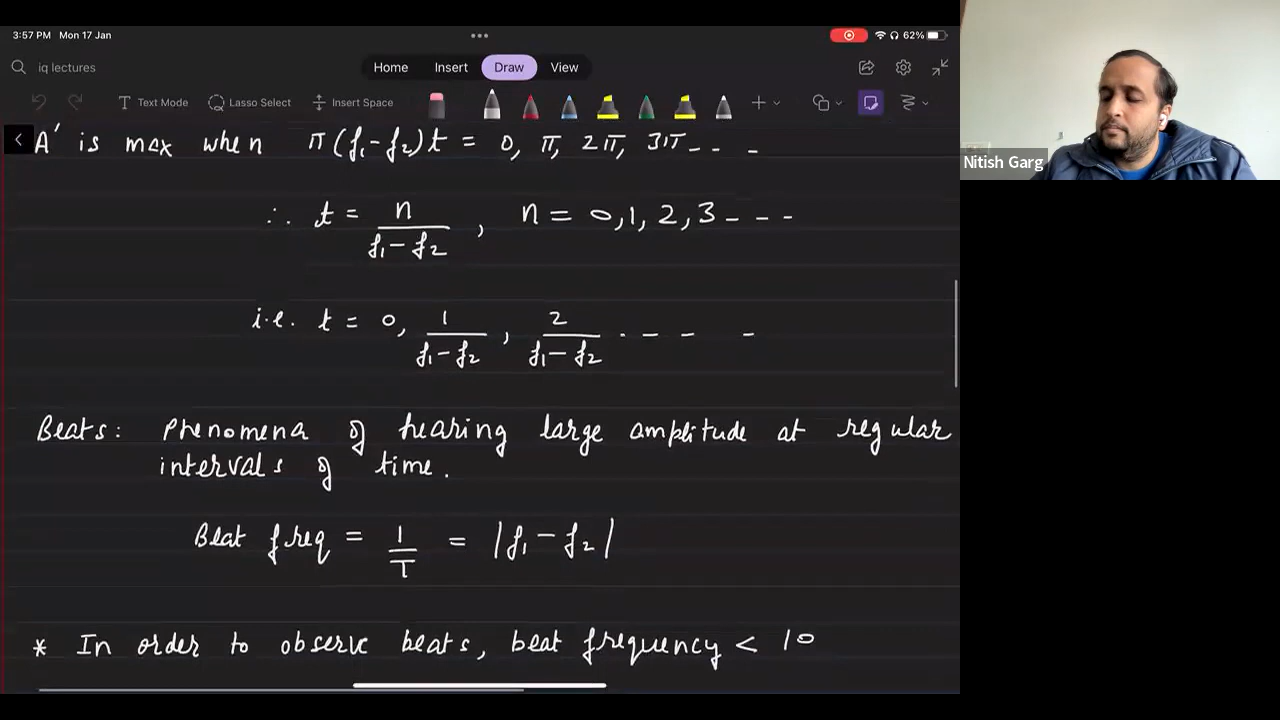 3:57 PM Mon 17 Jan
62%
iq lectures
Home Insert Draw View
Text Mode Lasso Select Insert Space
A' is max when π(f₁-f₂)t = 0, π, 2π, 3π - - -
∴ t = n/(f₁-f₂), n = 0,1,2,3 - - -
i.e. t = 0, 1/(f₁-f₂), 2/(f₁-f₂) . - - -
Beats: Phenomena of hearing large amplitude at regular
intervals of time.
Beat freq = 1/T = |f₁-f₂|
* In order to observe beats, beat frequency < 10
Nitish Garg